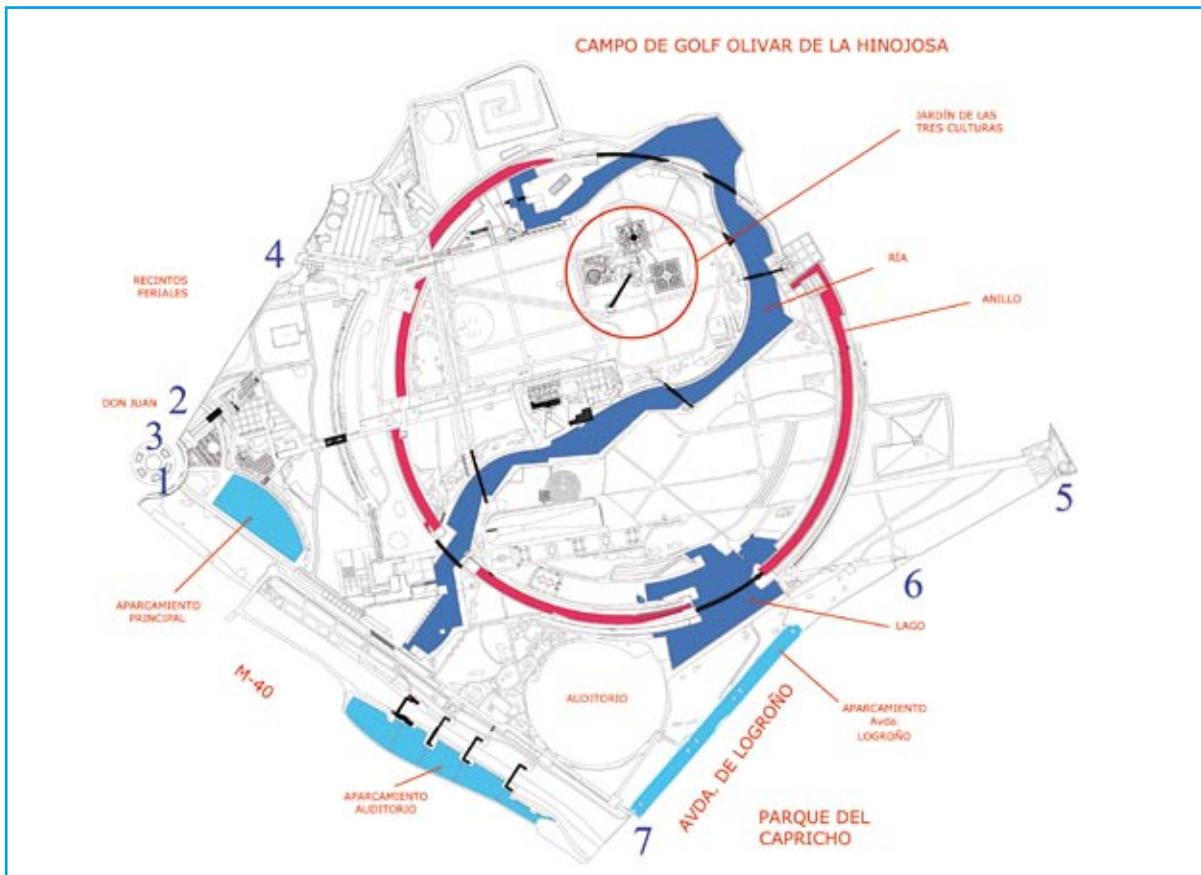 CAMPO DE GOLF OLIVAR DE LA HINOJOSA
JARDÍN DE LAS
TRES CULTURAS
4
RECINTOS
FERIALES
RÍA
ANILLO
DON JUAN
2
3
1
5
6
APARCAMIENTO
PRINCIPAL
LAGO
M-40
AUDITORIO
APARCAMIENTO
Avda.
LOGROÑO
AVDA. DE LOGROÑO
APARCAMIENTO
AUDITORIO
7
PARQUE DEL
CAPRICHO